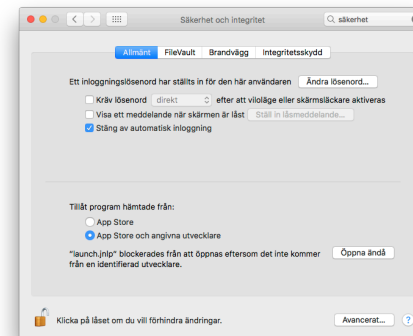 Säkerhet och integritet
säkerhet
Allmänt FileVault Brandvägg Integritetsskydd
Ett inloggningslösenord har ställts in för den här användaren Ändra lösenord...
Kräv lösenord direkt efter att viloläge eller skärmsläckare aktiveras
Visa ett meddelande när skärmen är låst Ställ in låsmeddelande...
Stäng av automatisk inloggning
Tillåt program hämtade från:
App Store
App Store och angivna utvecklare
"launch.jnlp" blockerades från att öppnas eftersom det inte kommer Öppna ändå
från en identifierad utvecklare.
Klicka på låset om du vill förhindra ändringar. Avancerat... ?